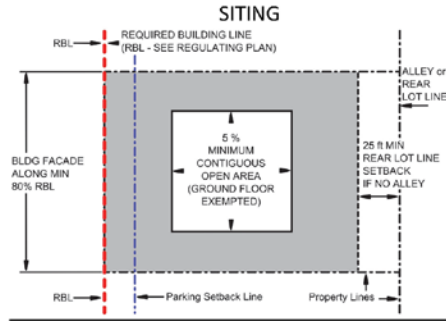 SITING
RBL
REQUIRED BUILDING LINE
(RBL - SEE REGULATING PLAN)
ALLEY or
REAR
LOT LINE
BLDG FACADE
ALONG MIN
80% RBL
5 %
MINIMUM
CONTIGUOUS
OPEN AREA
(GROUND FLOOR
EXEMPTED)
25 ft MIN
REAR LOT LINE
SETBACK
IF NO ALLEY
RBL
Parking Setback Line
Property Lines